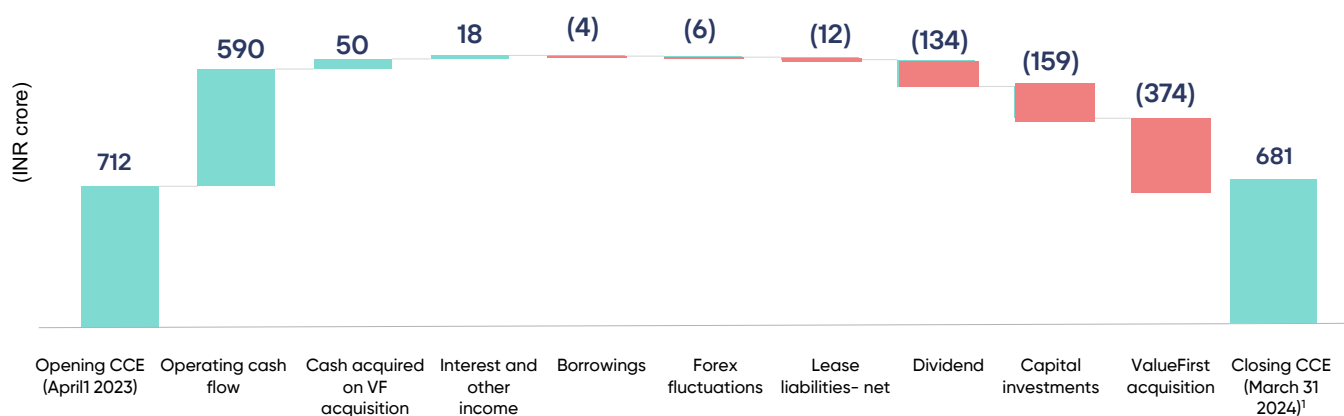 (INR crore)
712
590
50
18
(4)
(6)
(12)
(134)
(159)
(374)
681
Opening CCE
(April1 2023)
Operating cash
flow
Cash acquired
on VF
acquisition
Interest and
other
income
Borrowings
Forex
fluctuations
Lease
liabilities- net
Dividend
Capital
investments
ValueFirst
acquisition
Closing CCE
(March 31
2024)1